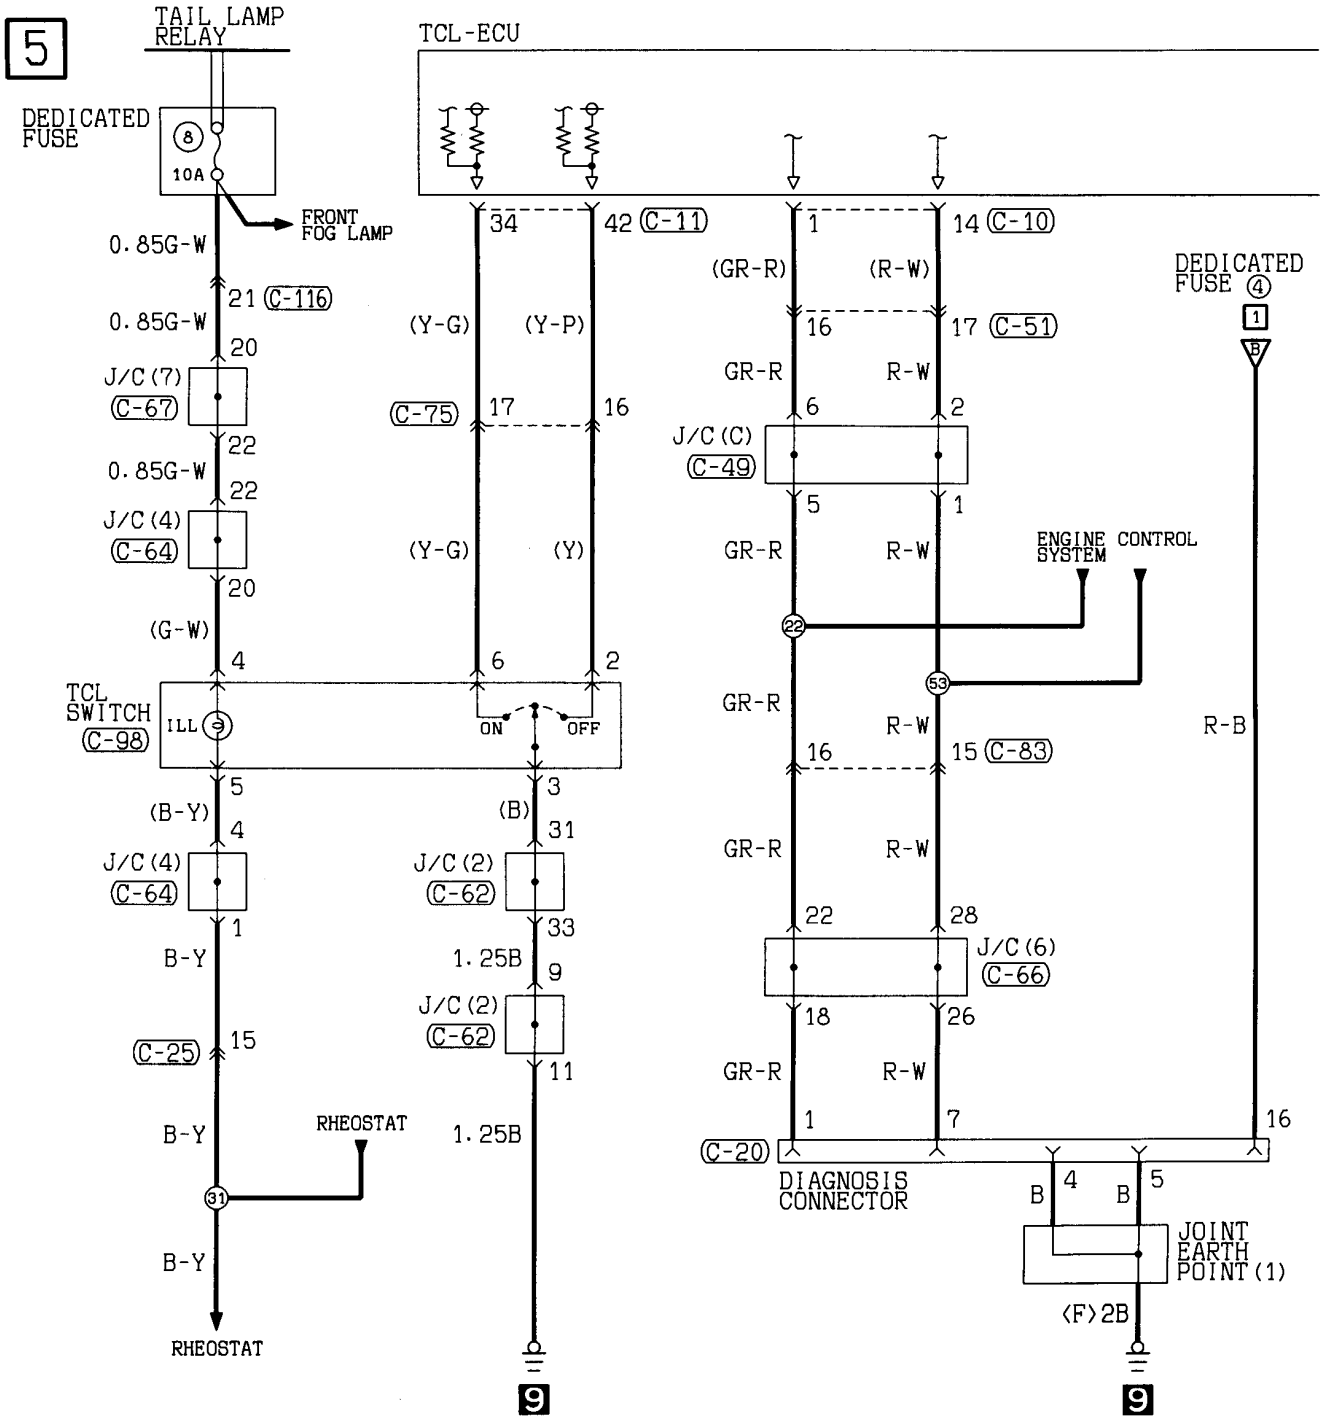 5
TAIL LAMP
RELAY
TCL-ECU
DEDICATED
FUSE
8
10A
FRONT
FOG LAMP
34
42
C-11
1
14
C-10
0.85G-W
(GR-R)
(R-W)
DEDICATED
FUSE 4
1
B
21
C-116
0.85G-W
(Y-G)
(Y-P)
16
17
C-51
20
J/C(7)
C-67
GR-R
R-W
C-75
17
16
6
2
22
J/C(C)
C-49
0.85G-W
22
5
1
J/C(4)
C-64
(Y-G)
(Y)
GR-R
R-W
ENGINE CONTROL
SYSTEM
20
(G-W)
22
4
6
2
53
TCL
SWITCH
C-98
ILL
ON
OFF
GR-R
R-W
R-B
16
15
C-83
5
3
(B-Y)
(B)
4
31
J/C(4)
C-64
J/C(2)
C-62
GR-R
R-W
1
33
22
28
B-Y
1.25B
9
J/C(6)
C-66
J/C(2)
C-62
18
26
C-25
15
11
GR-R
R-W
B-Y
RHEOSTAT
1.25B
1
7
16
C-20
DIAGNOSIS
CONNECTOR
31
B
4
B
5
B-Y
JOINT
EARTH
POINT(1)
<F>2B
RHEOSTAT
9
9